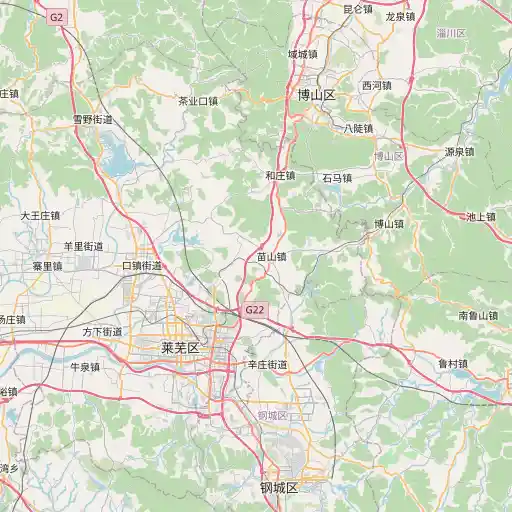 昆仑镇
龙泉镇
G2
淄川区
域城镇
西河镇
博山区
茶业口镇
雪野街道
八陡镇
博山区
源泉镇
和庄镇
石马镇
大王庄镇
池上镇
博山镇
羊里街道
苗山镇
寨里镇
口镇街道
G22
南鲁山镇
杨庄镇
方下街道
莱芜区
牛泉镇
辛庄街道
鲁村镇
钢城区
钢城区